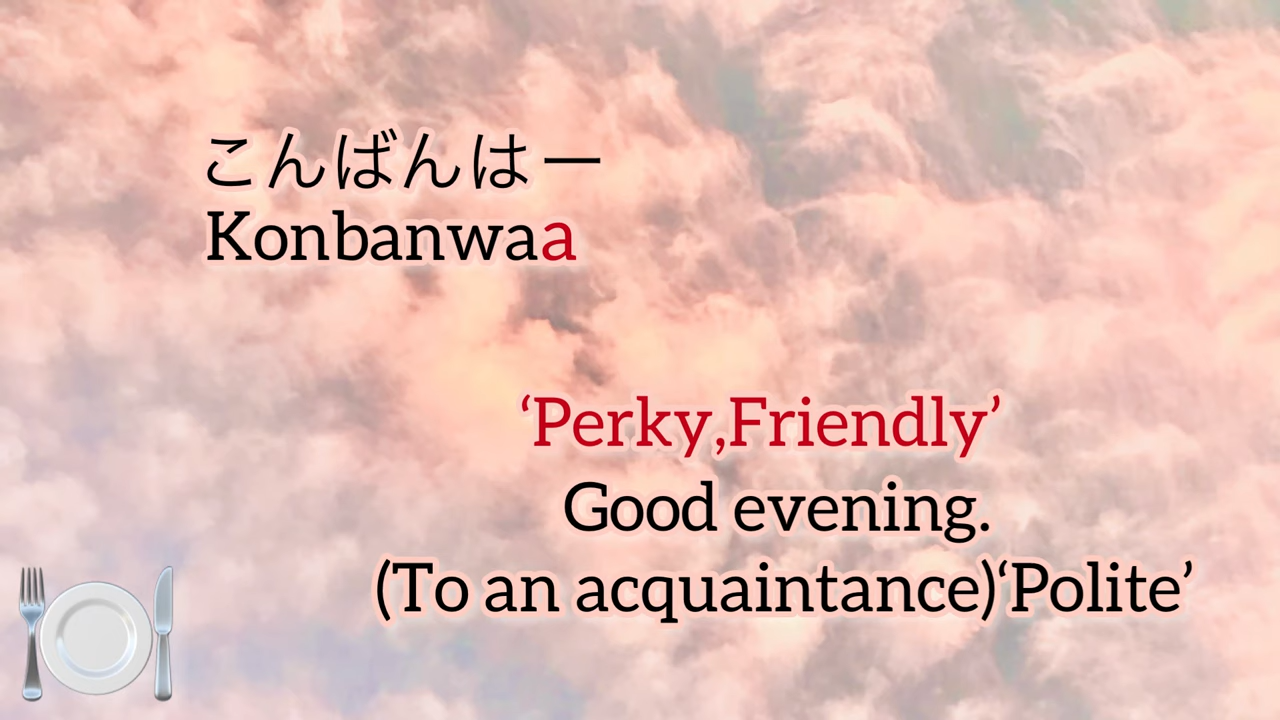 こんばんはー
Konbanwaa
‘Perky,Friendly’
Good evening.
(To an acquaintance)‘Polite’